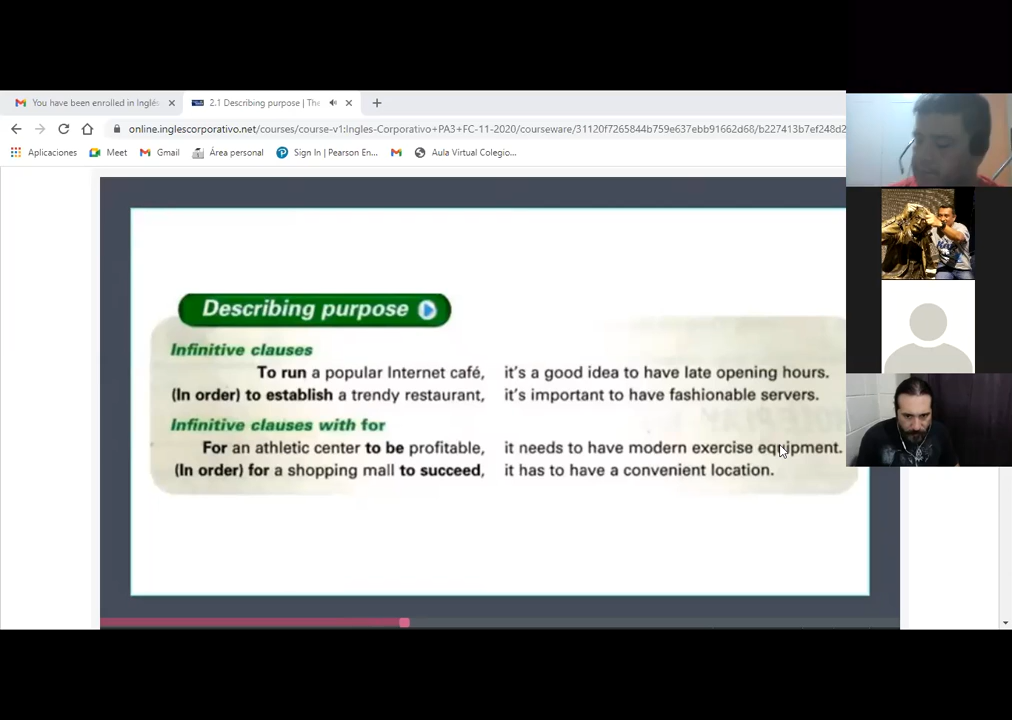 You have been enrolled in Inglés
2.1 Describing purpose | The
online.inglescorporativo.net/courses/course-v1:Ingles-Corporativo+PA3+FC-11-2020/courseware/31120f7265844b759e637ebb91662d68/b227413b7ef248d2
Aplicaciones Meet Gmail Área personal Sign In | Pearson En... Aula Virtual Colegio...
Describing purpose
Infinitive clauses
To run a popular Internet café, it's a good idea to have late opening hours.
(In order) to establish a trendy restaurant, it's important to have fashionable servers.
Infinitive clauses with for
For an athletic center to be profitable, it needs to have modern exercise equipment.
(In order) for a shopping mall to succeed, it has to have a convenient location.